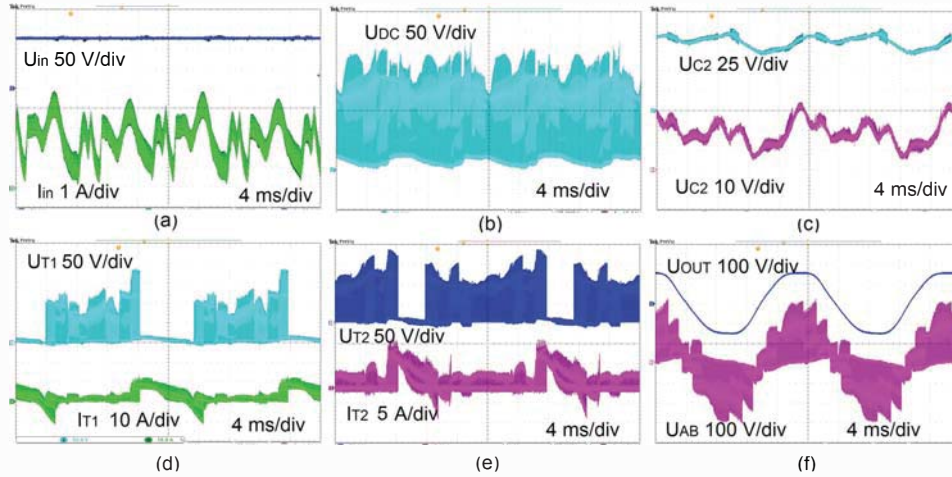 Uin 50 V/div
Iin 1 A/div
4 ms/div
(a)
UDC 50 V/div
4 ms/div
(b)
UC2 25 V/div
UC2 10 V/div
4 ms/div
(c)
UT1 50 V/div
IT1 10 A/div
4 ms/div
(d)
UT2 50 V/div
IT2 5 A/div
4 ms/div
(e)
UOUT 100 V/div
UAB 100 V/div
4 ms/div
(f)